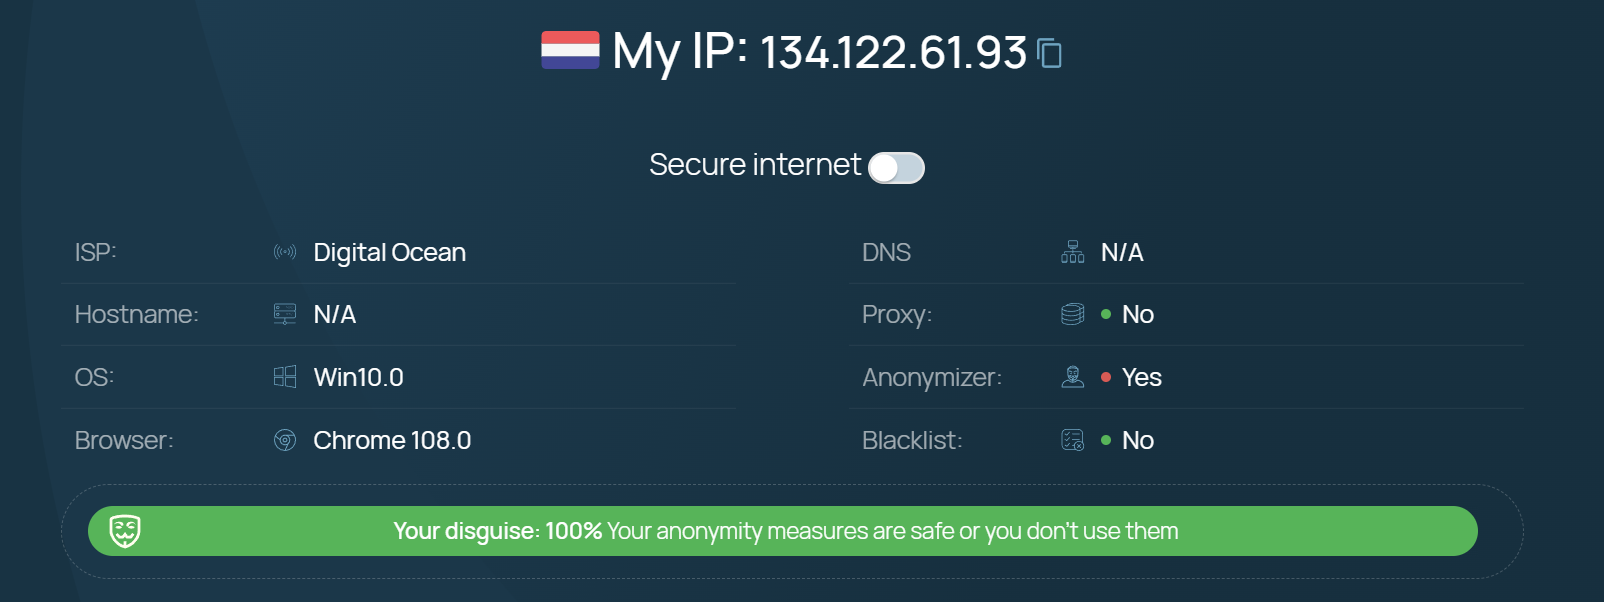 My IP: 134.122.61.93
Secure internet
ISP: Digital Ocean
Hostname: N/A
OS: Win10.0
Browser: Chrome 108.0
DNS N/A
Proxy: No
Anonymizer: Yes
Blacklist: No
Your disguise: 100% Your anonymity measures are safe or you don't use them